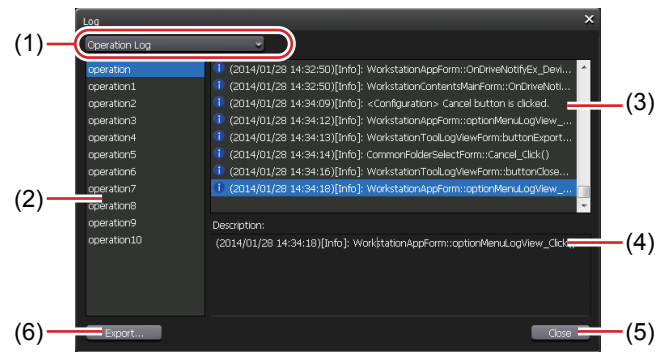 Log
(1)
Operation Log
operation
operation1
operation2
operation3
operation4
operation5
operation6
operation7
operation8
operation9
operation10
(2)
(2014/01/28 14:32:50)[Info]: WorkstationAppForm::OnDriveNotifyEx_Devi...
(2014/01/28 14:32:50)[Info]: WorkstationContentsMainForm::OnDriveNoti...
(2014/01/28 14:34:09)[Info]: <Configuration> Cancel button is clicked.
(2014/01/28 14:34:12)[Info]: WorkstationAppForm::optionMenuLogView_...
(2014/01/28 14:34:13)[Info]: WorkstationToolLogViewForm:buttonExport...
(2014/01/28 14:34:14)[Info]: CommonFolderSelectForm::Cancel_Click()
(2014/01/28 14:34:16)[Info]: WorkstationToolLogViewForm::buttonClose...
(2014/01/28 14:34:18)[Info]: WorkstationAppForm::optionMenuLogView_...
(3)
Description:
(2014/01/28 14:34:18)[Info]: WorkstationAppForm::optionMenuLogView_Click()
(4)
(6)
Export...
Close
(5)